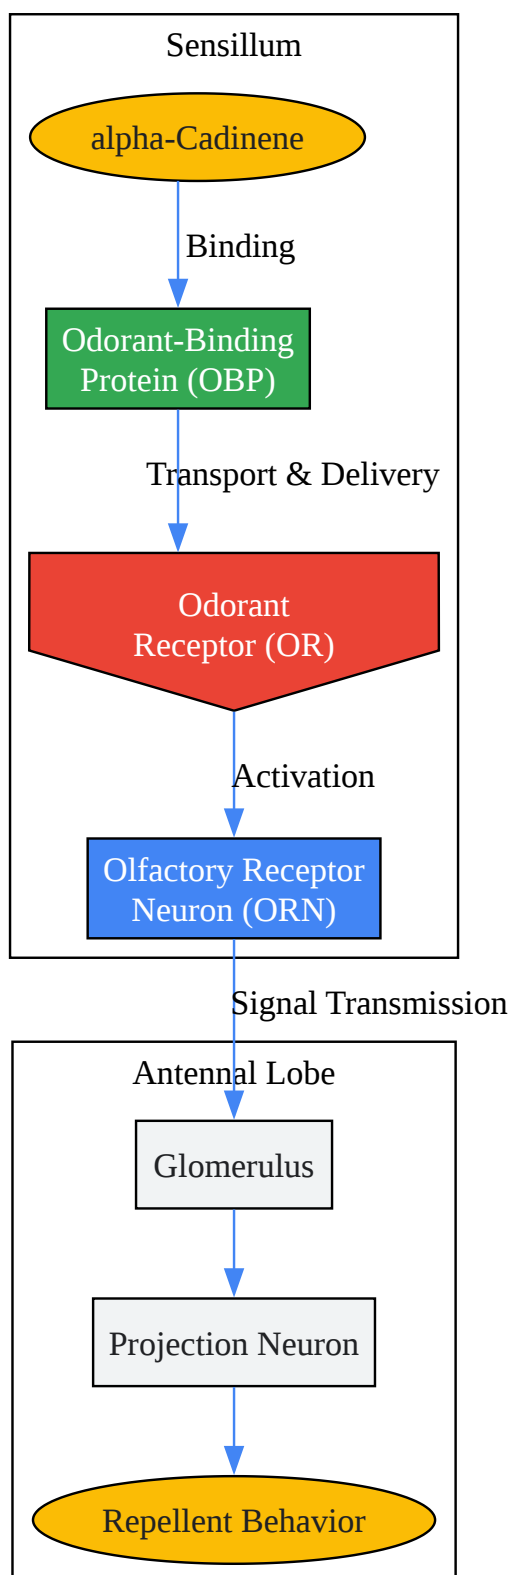 Sensillum
alpha-Cadinene
Binding
Odorant-Binding
Protein (OBP)
Transport & Delivery
Odorant
Receptor (OR)
Activation
Olfactory Receptor
Neuron (ORN)
Signal Transmission
Antennal Lobe
Glomerulus
Projection Neuron
Repellent Behavior